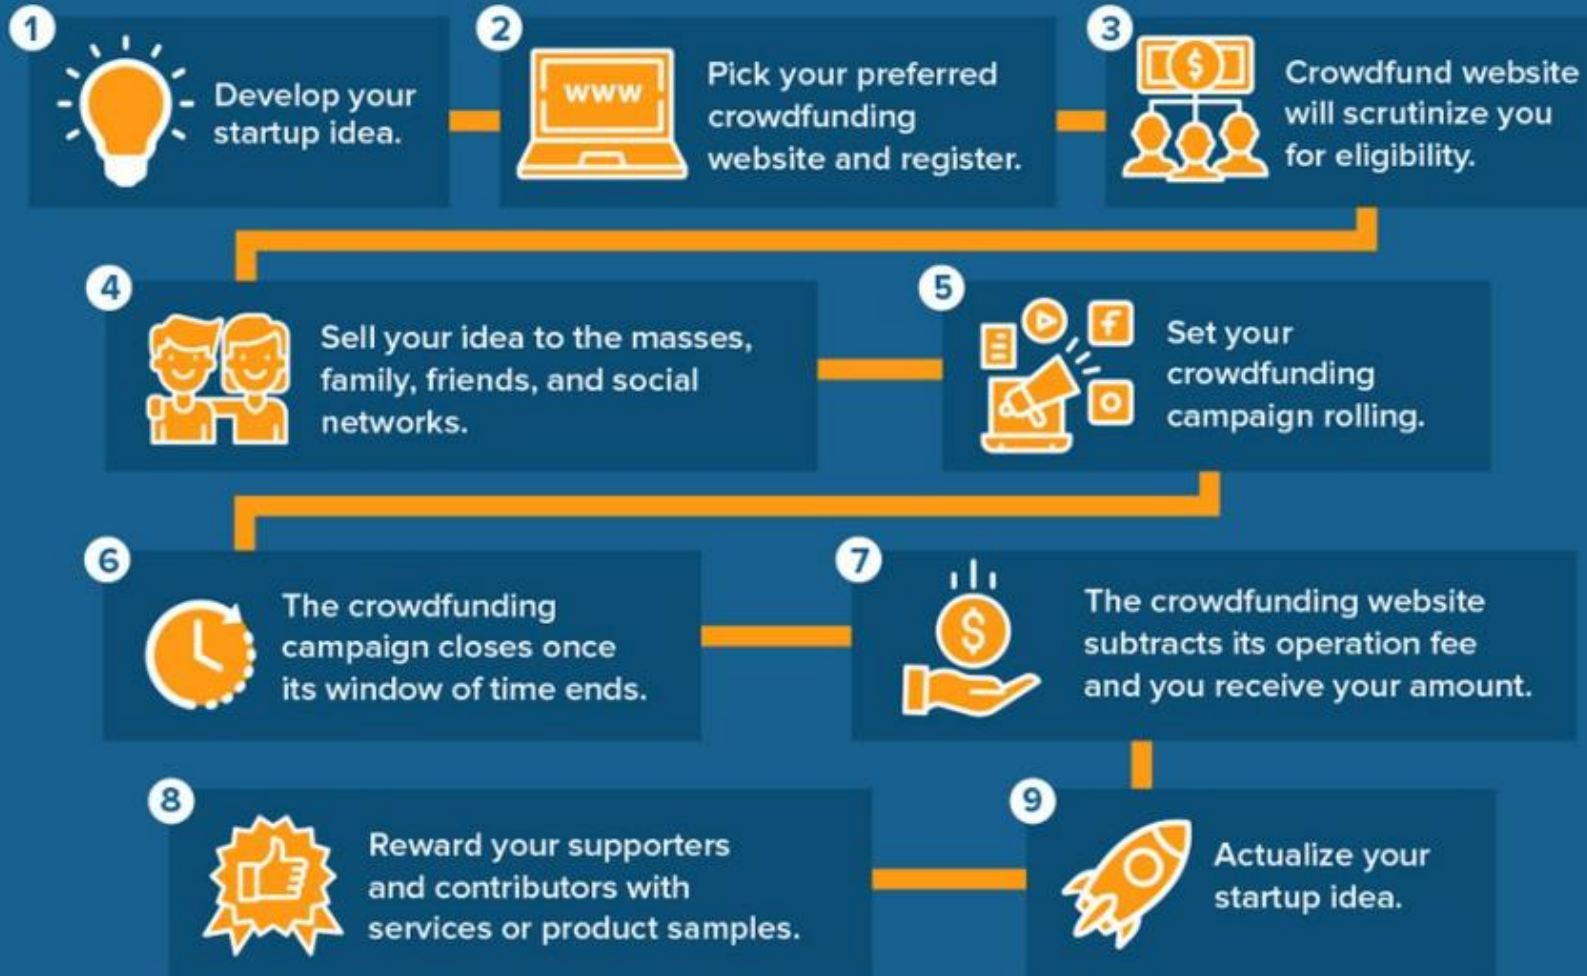 1
Develop your
startup idea.
2
www
Pick your preferred
crowdfunding
website and register.
3
$
Crowdfund website
will scrutinize you
for eligibility.
4
Sell your idea to the masses,
family, friends, and social
networks.
5
f
Set your
crowdfunding
campaign rolling.
6
The crowdfunding
campaign closes once
its window of time ends.
7
$
The crowdfunding website
subtracts its operation fee
and you receive your amount.
8
Reward your supporters
and contributors with
services or product samples.
9
Actualize your
startup idea.